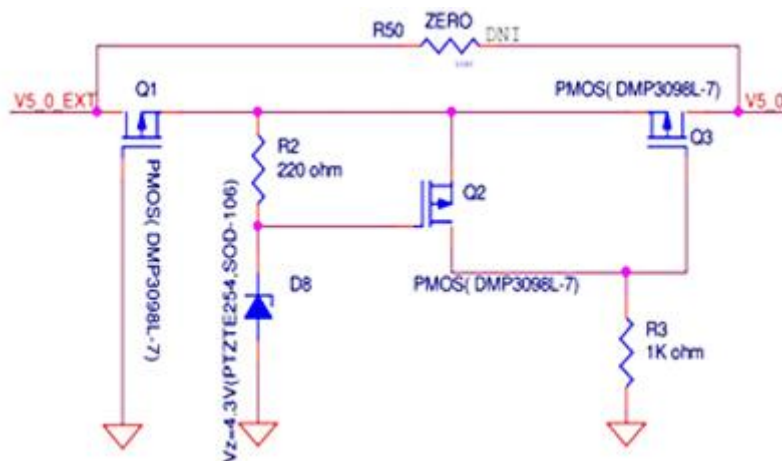 R50 ZERO DNI
V5_0_EXT
Q1
PMOS( DMP3098L-7)
PMOS( DMP3098L-7)
V5_0
Q3
R2
220 ohm
Q2
Vz=4.3V(PTZTE254,SOD-106)
D8
PMOS( DMP3098L-7)
R3
1K ohm